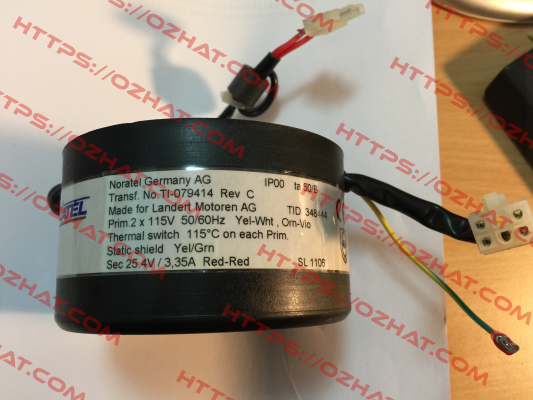 Noratel Germany AG IP00 ta 50/B
Transf. No.TI-079414 Rev C
Made for Landert Motoren AG TID 348444
Prim.2 x 115V 50/60Hz Yel-Wht , Orn-Vio
Thermal switch 115°C on each Prim.
Static shield Yel/Grn
Sec 25.4V / 3,35A Red-Red SL 1106
HTTPS://OZHAT.COM